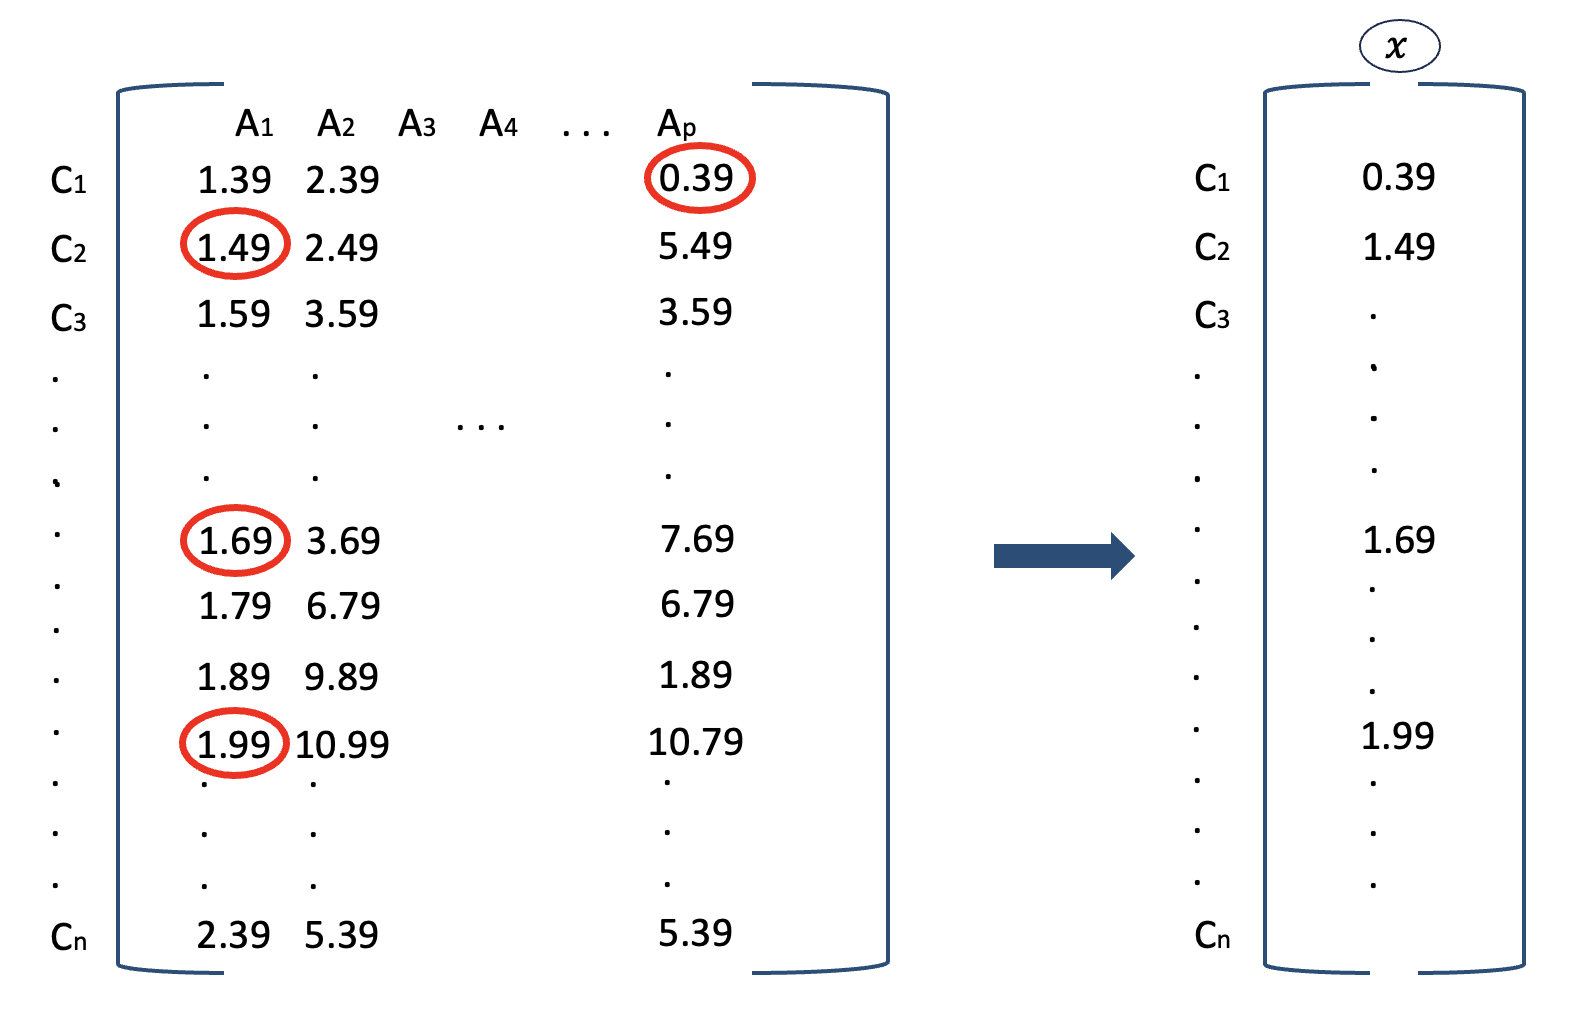 x
A1 A2 A3 A4 ... Ap
C1 1.39 2.39 0.39 C1 0.39
C2 1.49 2.49 5.49 C2 1.49
C3 1.59 3.59 3.59 C3 .
. . . . . .
. . . ... . . .
. . . . . .
. 1.69 3.69 7.69 . 1.69
. 1.79 6.79 6.79 . .
. . .
. 1.89 9.89 1.89 . .
. 1.99 10.99 10.79 . 1.99
. . . . . .
. . . . . .
. . . . . .
Cn 2.39 5.39 5.39 Cn